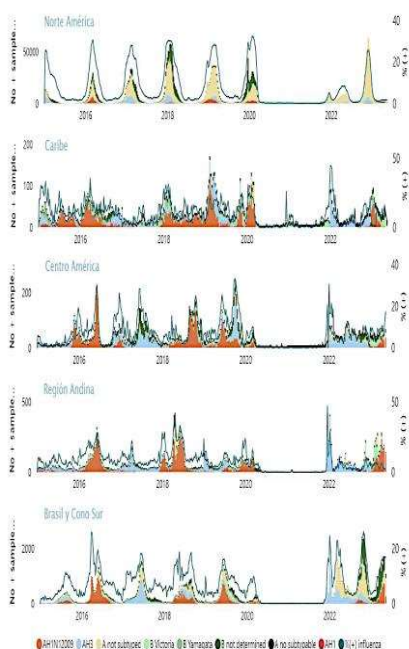 Norte América
40
50000
20
0
0
2016 2018 2020 2022
No + sample...
% (+)
Caribe
200
50
100
0
0
2016 2018 2020 2022
No + sample...
% (+)
Centro América
40
200
20
0
0
2016 2018 2020 2022
No + sample...
% (+)
Región Andina
500
50
0
0
2016 2018 2020 2022
No + sample...
% (+)
Brasil y Cono Sur
20
2000
0
0
2016 2018 2020 2022
No + sample...
% (+)
AH1N12009 AH3 A not subtyped B Victoria B Yamagata B not determined A no subtypable AH1 %(+) influenza